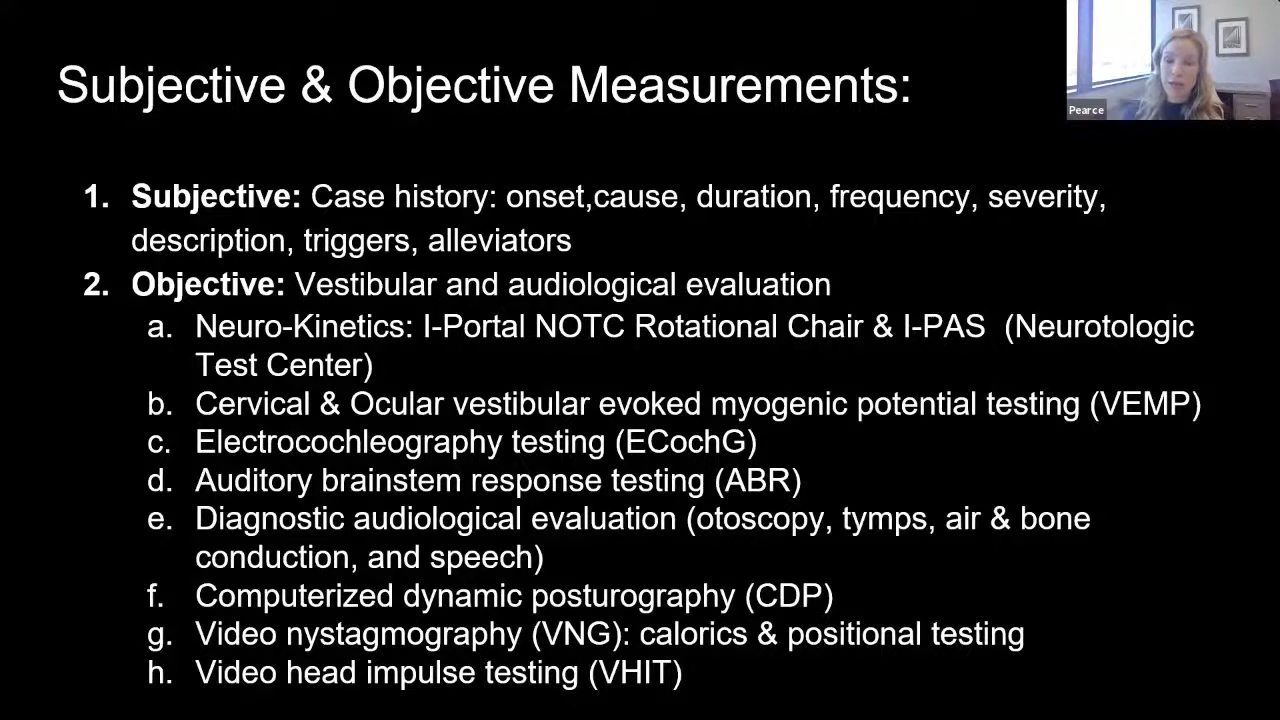 Subjective & Objective Measurements:
Pearce
1. Subjective: Case history: onset,cause, duration, frequency, severity,
description, triggers, alleviators
2. Objective: Vestibular and audiological evaluation
a. Neuro-Kinetics: I-Portal NOTC Rotational Chair & I-PAS (Neurotologic
Test Center)
b. Cervical & Ocular vestibular evoked myogenic potential testing (VEMP)
c. Electrocochleography testing (ECochG)
d. Auditory brainstem response testing (ABR)
e. Diagnostic audiological evaluation (otoscopy, tymps, air & bone
conduction, and speech)
f. Computerized dynamic posturography (CDP)
g. Video nystagmography (VNG): calorics & positional testing
h. Video head impulse testing (VHIT)